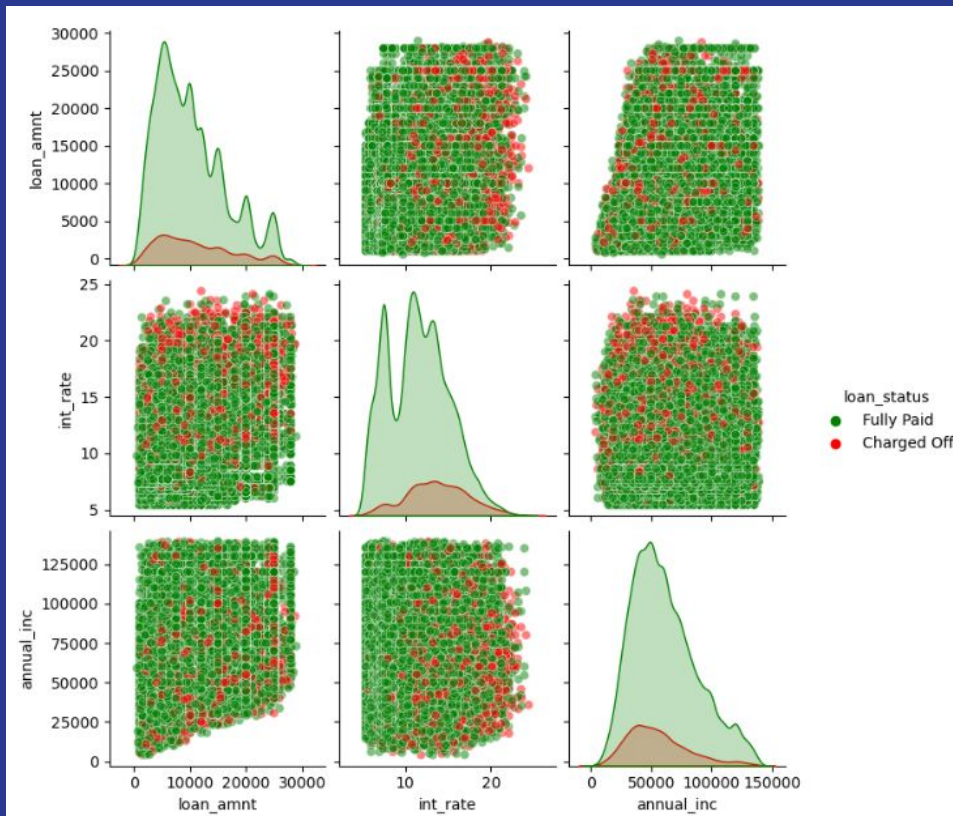 30000
25000
20000
15000
10000
5000
0
loan_amnt
25
20
15
10
5
int_rate
loan_status
Fully Paid
Charged Off
125000
100000
75000
50000
25000
0
annual_inc
0 10000 20000 30000
10 20
0 50000 100000 150000
loan_amnt
int_rate
annual_inc